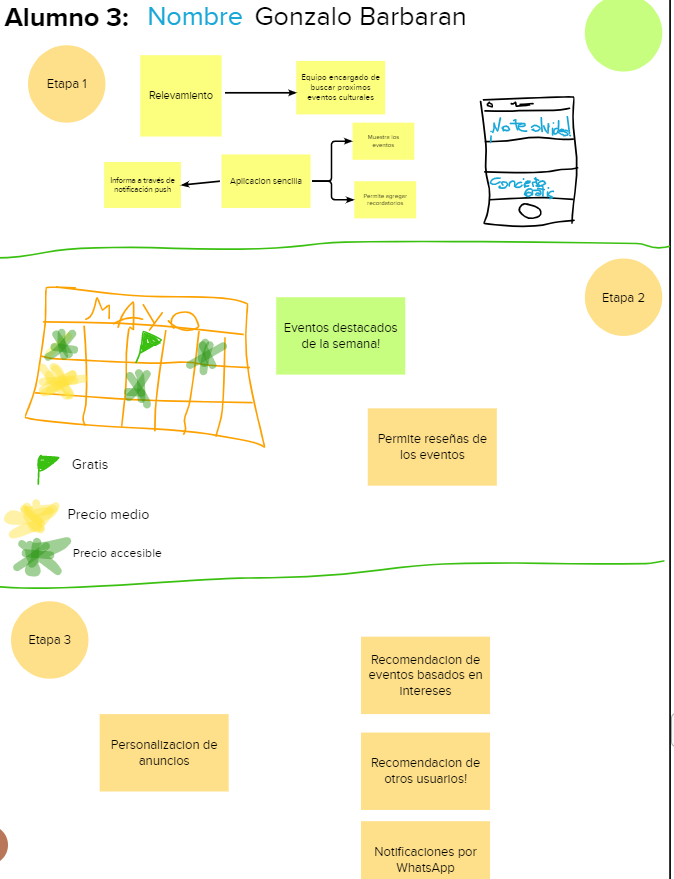 Alumno 3: Nombre Gonzalo Barbaran
Etapa 1
Relevamiento
Equipo encargado de
buscar proximos
eventos culturales
Muestra los
eventos
Informa a través de
notificación push
Aplicacion sencilla
Permite agregar
recordatorios
No te olvides!
Concierto
Gratis
Etapa 2
MAYO
Eventos destacados
de la semana!
Permite reseñas de
los eventos
Gratis
Precio medio
Precio accesible
Etapa 3
Recomendacion de
eventos basados en
intereses
Personalizacion de
anuncios
Recomendacion de
otros usuarios!
Notificaciones por
WhatsApp